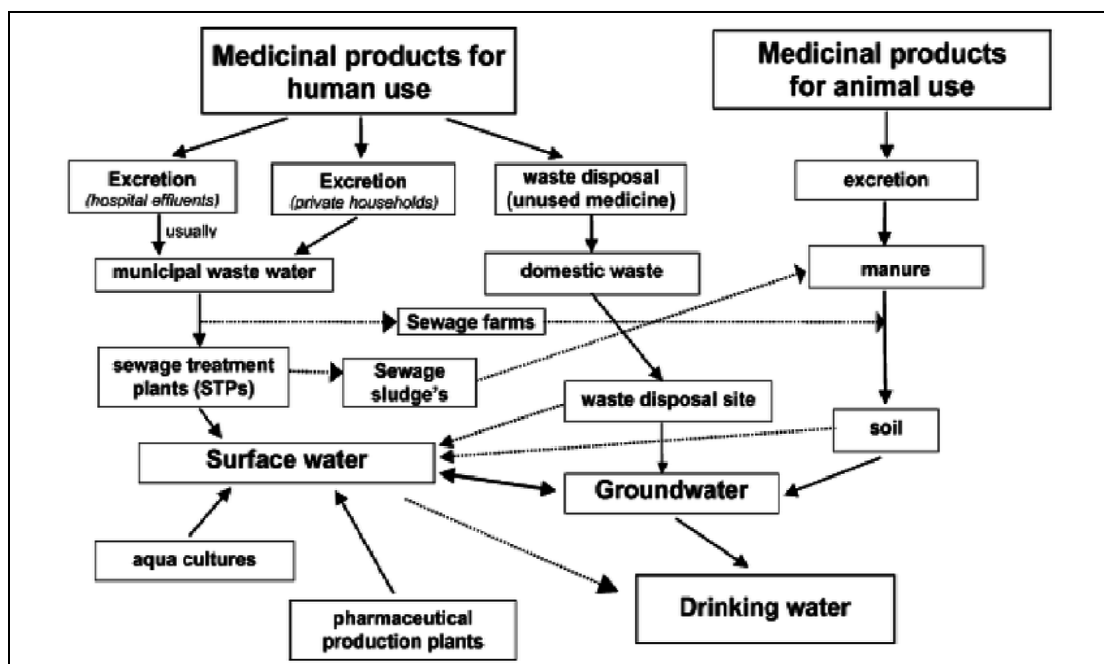 Medicinal products for
human use
Medicinal products
for animal use
Excretion
(hospital effluents)
Excretion
(private households)
waste disposal
(unused medicine)
excretion
usually
municipal waste water
domestic waste
manure
Sewage farms
sewage treatment
plants (STPs)
Sewage
sludge's
waste disposal site
soil
Surface water
Groundwater
aqua cultures
pharmaceutical
production plants
Drinking water